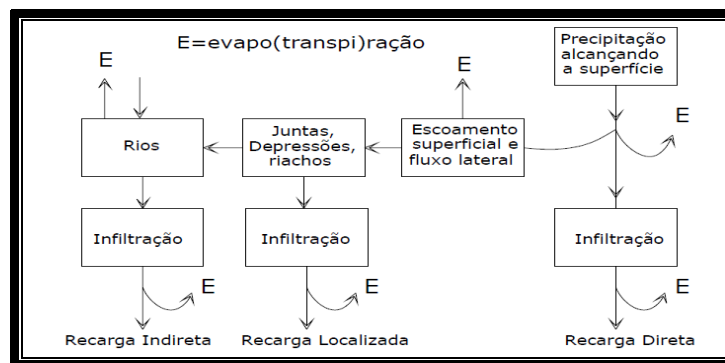 E=evapo(transpi)ração
Precipitação
alcançando
a superfície
E
E
E
Rios
Juntas,
Depressões,
riachos
Escoamento
superficial e
fluxo lateral
Infiltração
Infiltração
Infiltração
E
E
E
Recarga Indireta
Recarga Localizada
Recarga Direta